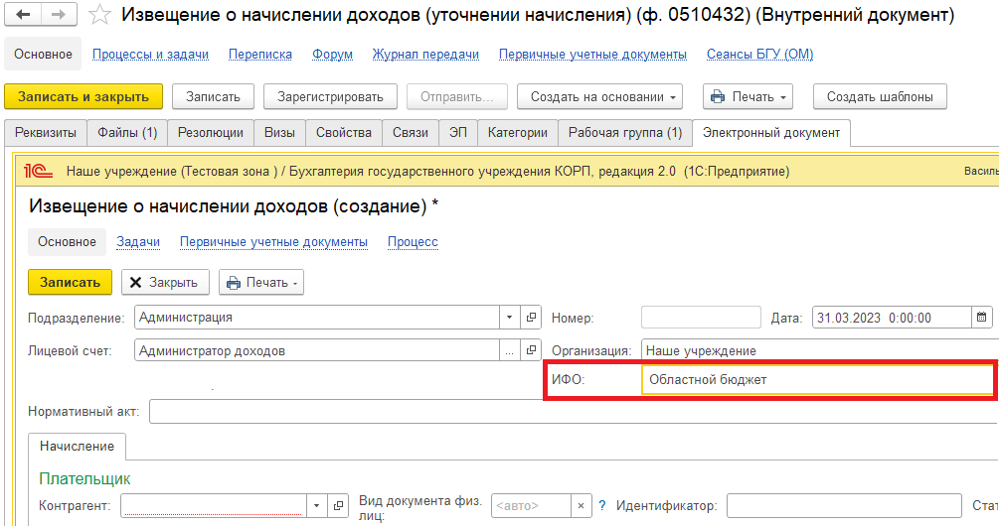 Извещение о начислении доходов (уточнении начисления) (ф. 0510432) (Внутренний документ)
Основное Процессы и задачи Переписка Форум Журнал передачи Первичные учетные документы Сеансы БГУ (ОМ)
Записать и закрыть Записать Зарегистрировать Отправить... Создать на основании Печать Создать шаблоны
Реквизиты Файлы (1) Резолюции Визы Свойства Связи ЭП Категории Рабочая группа (1) Электронный документ
1С Наше учреждение (Тестовая зона ) / Бухгалтерия государственного учреждения КОРП, редакция 2.0 (1С:Предприятие) Василь
Извещение о начислении доходов (создание) *
Основное Задачи Первичные учетные документы Процесс
Записать Закрыть Печать
Подразделение: Администрация Номер: Дата: 31.03.2023 0:00:00
Лицевой счет: Администратор доходов ... Организация: Наше учреждение
ИФО: Областной бюджет
Нормативный акт:
Начисление
Плательщик
Контрагент: Вид документа физ. лиц: <авто> × ? Идентификатор: Ста